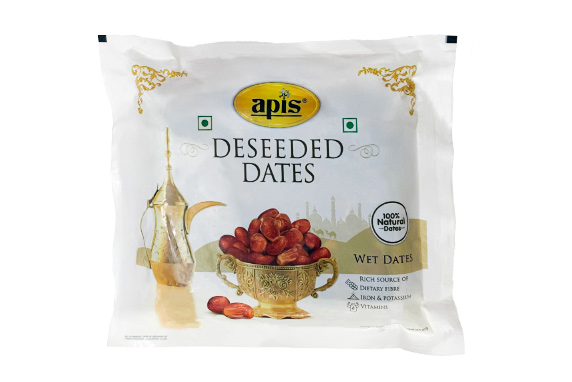 apis®
DESEEDED
DATES
100%
Natural
Dates
WET DATES
RICH SOURCE OF
DIETARY FIBRE
IRON & POTASSIUM
VITAMINS